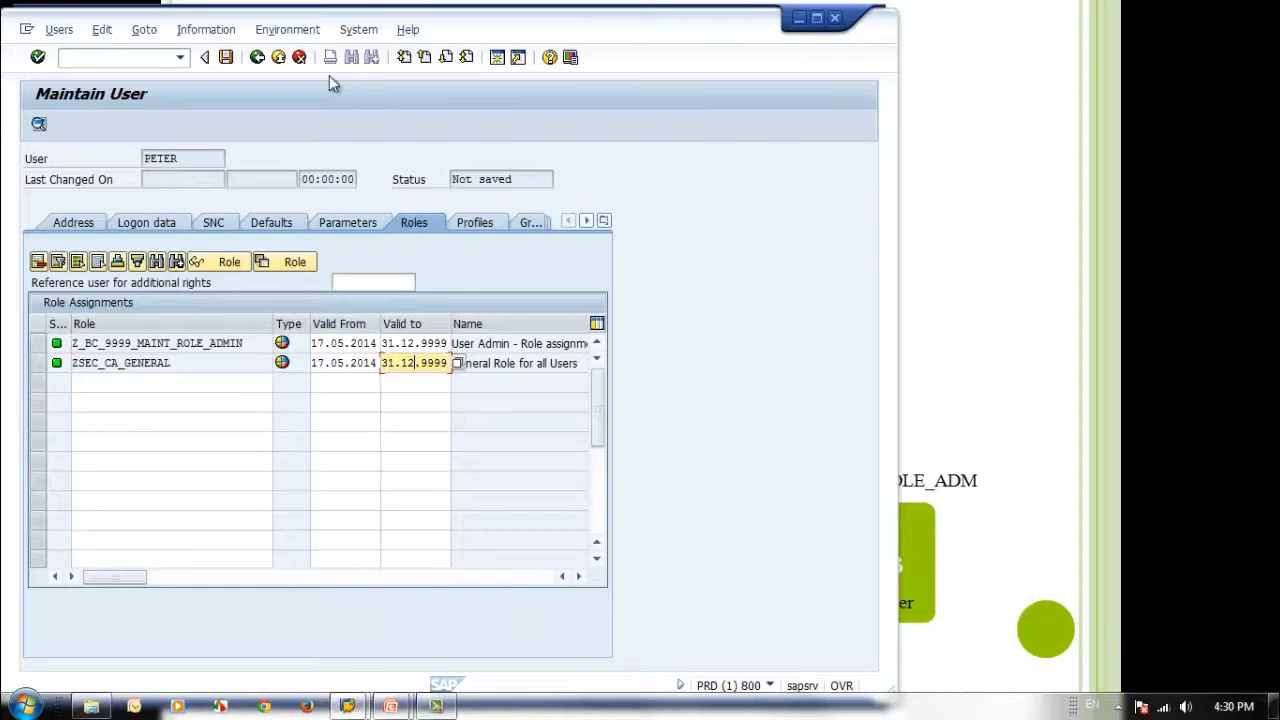 Users Edit Goto Information Environment System Help
Maintain User
User PETER
Last Changed On 00:00:00 Status Not saved
Address Logon data SNC Defaults Parameters Roles Profiles Gr...
Role Role
Reference user for additional rights
Role Assignments
S... Role Type Valid From Valid to Name
Z_BC_9999_MAINT_ROLE_ADMIN 17.05.2014 31.12.9999 User Admin - Role assignm
ZSEC_CA_GENERAL 17.05.2014 31.12.9999 neral Role for all Users
OLE_ADM
er
SAP PRD (1) 800 sapsrv OVR
EN 4:30 PM